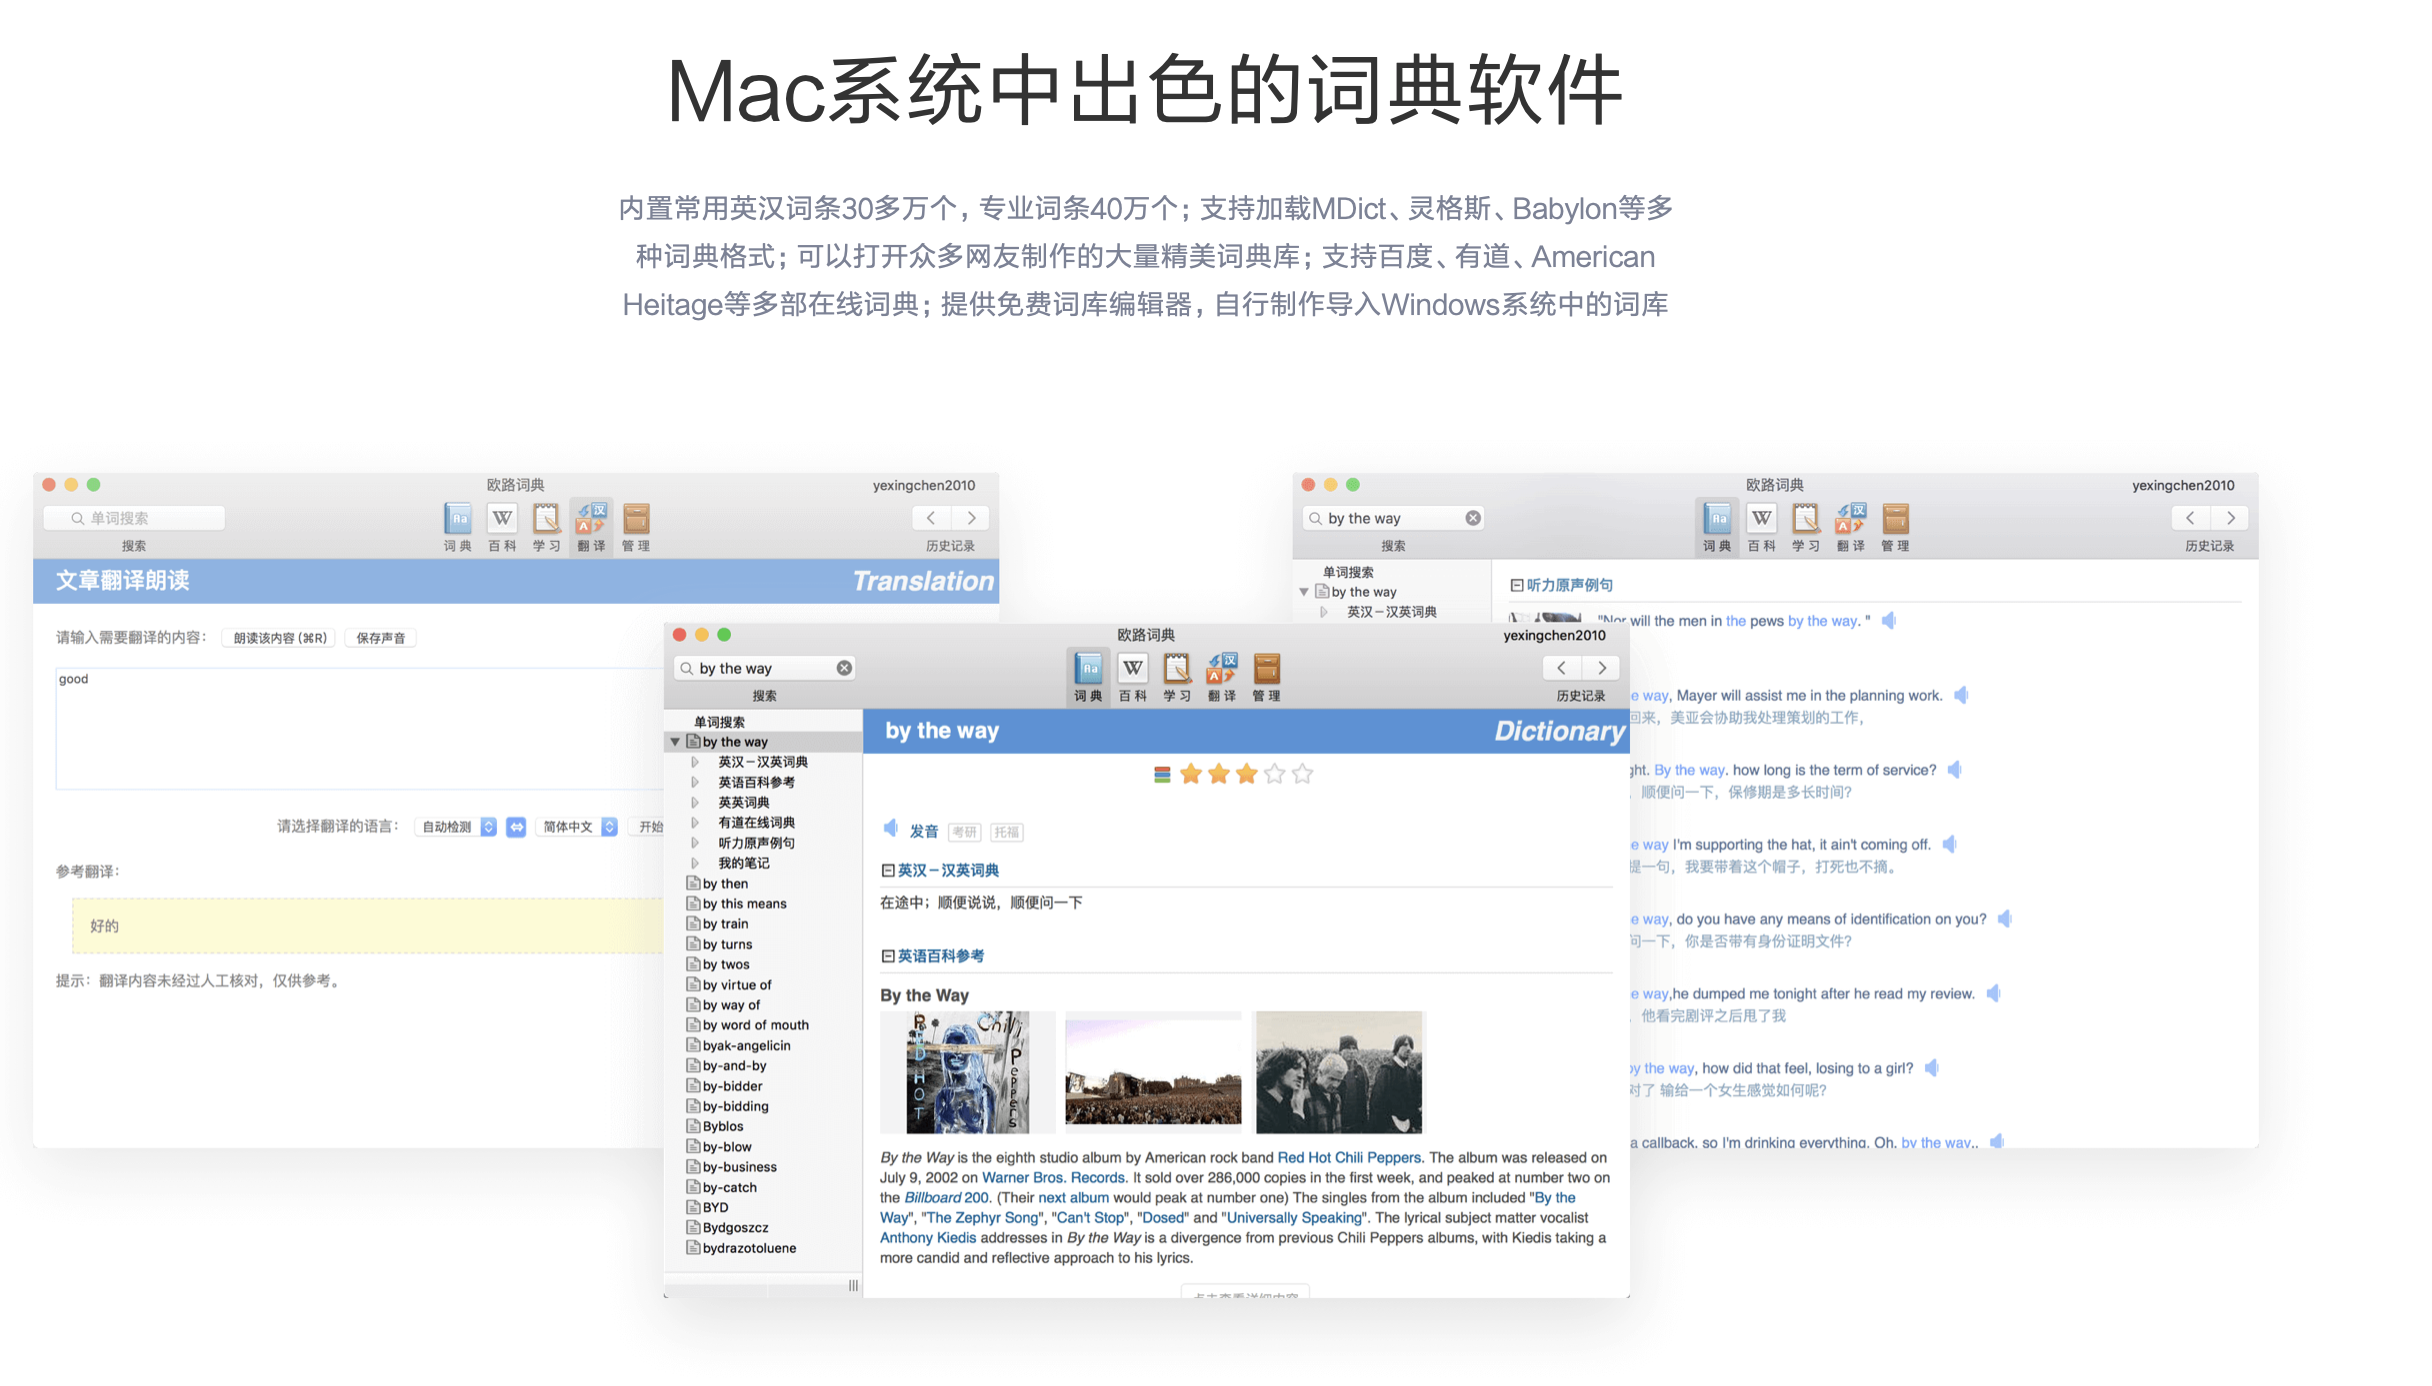 Mac系统中出色的词典软件
内置常用英汉词条30多万个，专业词条40万个；支持加载MDict、灵格斯、Babylon等多
种词典格式；可以打开众多网友制作的大量精美词典库；支持百度、有道、American
Heitage等多部在线词典；提供免费词库编辑器，自行制作导入Windows系统中的词库
欧路词典
yexingchen2010
单词搜索
搜索
词典 百科 学习 翻译 管理
历史记录
文章翻译朗读
Translation
请输入需要翻译的内容：
朗读该内容 (⌘R)
保存声音
good
请选择翻译的语言：
自动检测
简体中文
开始
参考翻译：
好的
提示：翻译内容未经过人工核对，仅供参考。
欧路词典
yexingchen2010
by the way
搜索
词典 百科 学习 翻译 管理
历史记录
单词搜索
by the way
英汉－汉英词典
英语百科参考
英英词典
有道在线词典
听力原声例句
我的笔记
by then
by this means
by train
by turns
by twos
by virtue of
by way of
by word of mouth
byak-angelicin
by-and-by
by-bidder
by-bidding
Byblos
by-blow
by-business
by-catch
BYD
Bydgoszcz
bydrazotoluene
by the way
Dictionary
发音 考研 托福
英汉－汉英词典
在途中；顺便说说，顺便问一下
英语百科参考
By the Way
RED HOT
Chili
Peppers
By the Way is the eighth studio album by American rock band Red Hot Chili Peppers. The album was released on
July 9, 2002 on Warner Bros. Records. It sold over 286,000 copies in the first week, and peaked at number two on
the Billboard 200. (Their next album would peak at number one) The singles from the album included "By the
Way", "The Zephyr Song", "Can't Stop", "Dosed" and "Universally Speaking". The lyrical subject matter vocalist
Anthony Kiedis addresses in By the Way is a divergence from previous Chili Peppers albums, with Kiedis taking a
more candid and reflective approach to his lyrics.
点击查看详细内容
欧路词典
yexingchen2010
by the way
搜索
词典 百科 学习 翻译 管理
历史记录
单词搜索
by the way
英汉－汉英词典
听力原声例句
"Nor will the men in the pews by the way. "
e way, Mayer will assist me in the planning work.
回来，美亚会协助我处理策划的工作，
ght. By the way. how long is the term of service?
，顺便问一下，保修期是多长时间?
e way I'm supporting the hat, it ain't coming off.
提一句，我要带着这个帽子，打死也不摘。
e way, do you have any means of identification on you?
问一下，你是否带有身份证明文件?
e way,he dumped me tonight after he read my review.
，他看完剧评之后甩了我
by the way, how did that feel, losing to a girl?
对了 输给一个女生感觉如何呢?
a callback. so I'm drinking everything. Oh. by the way..